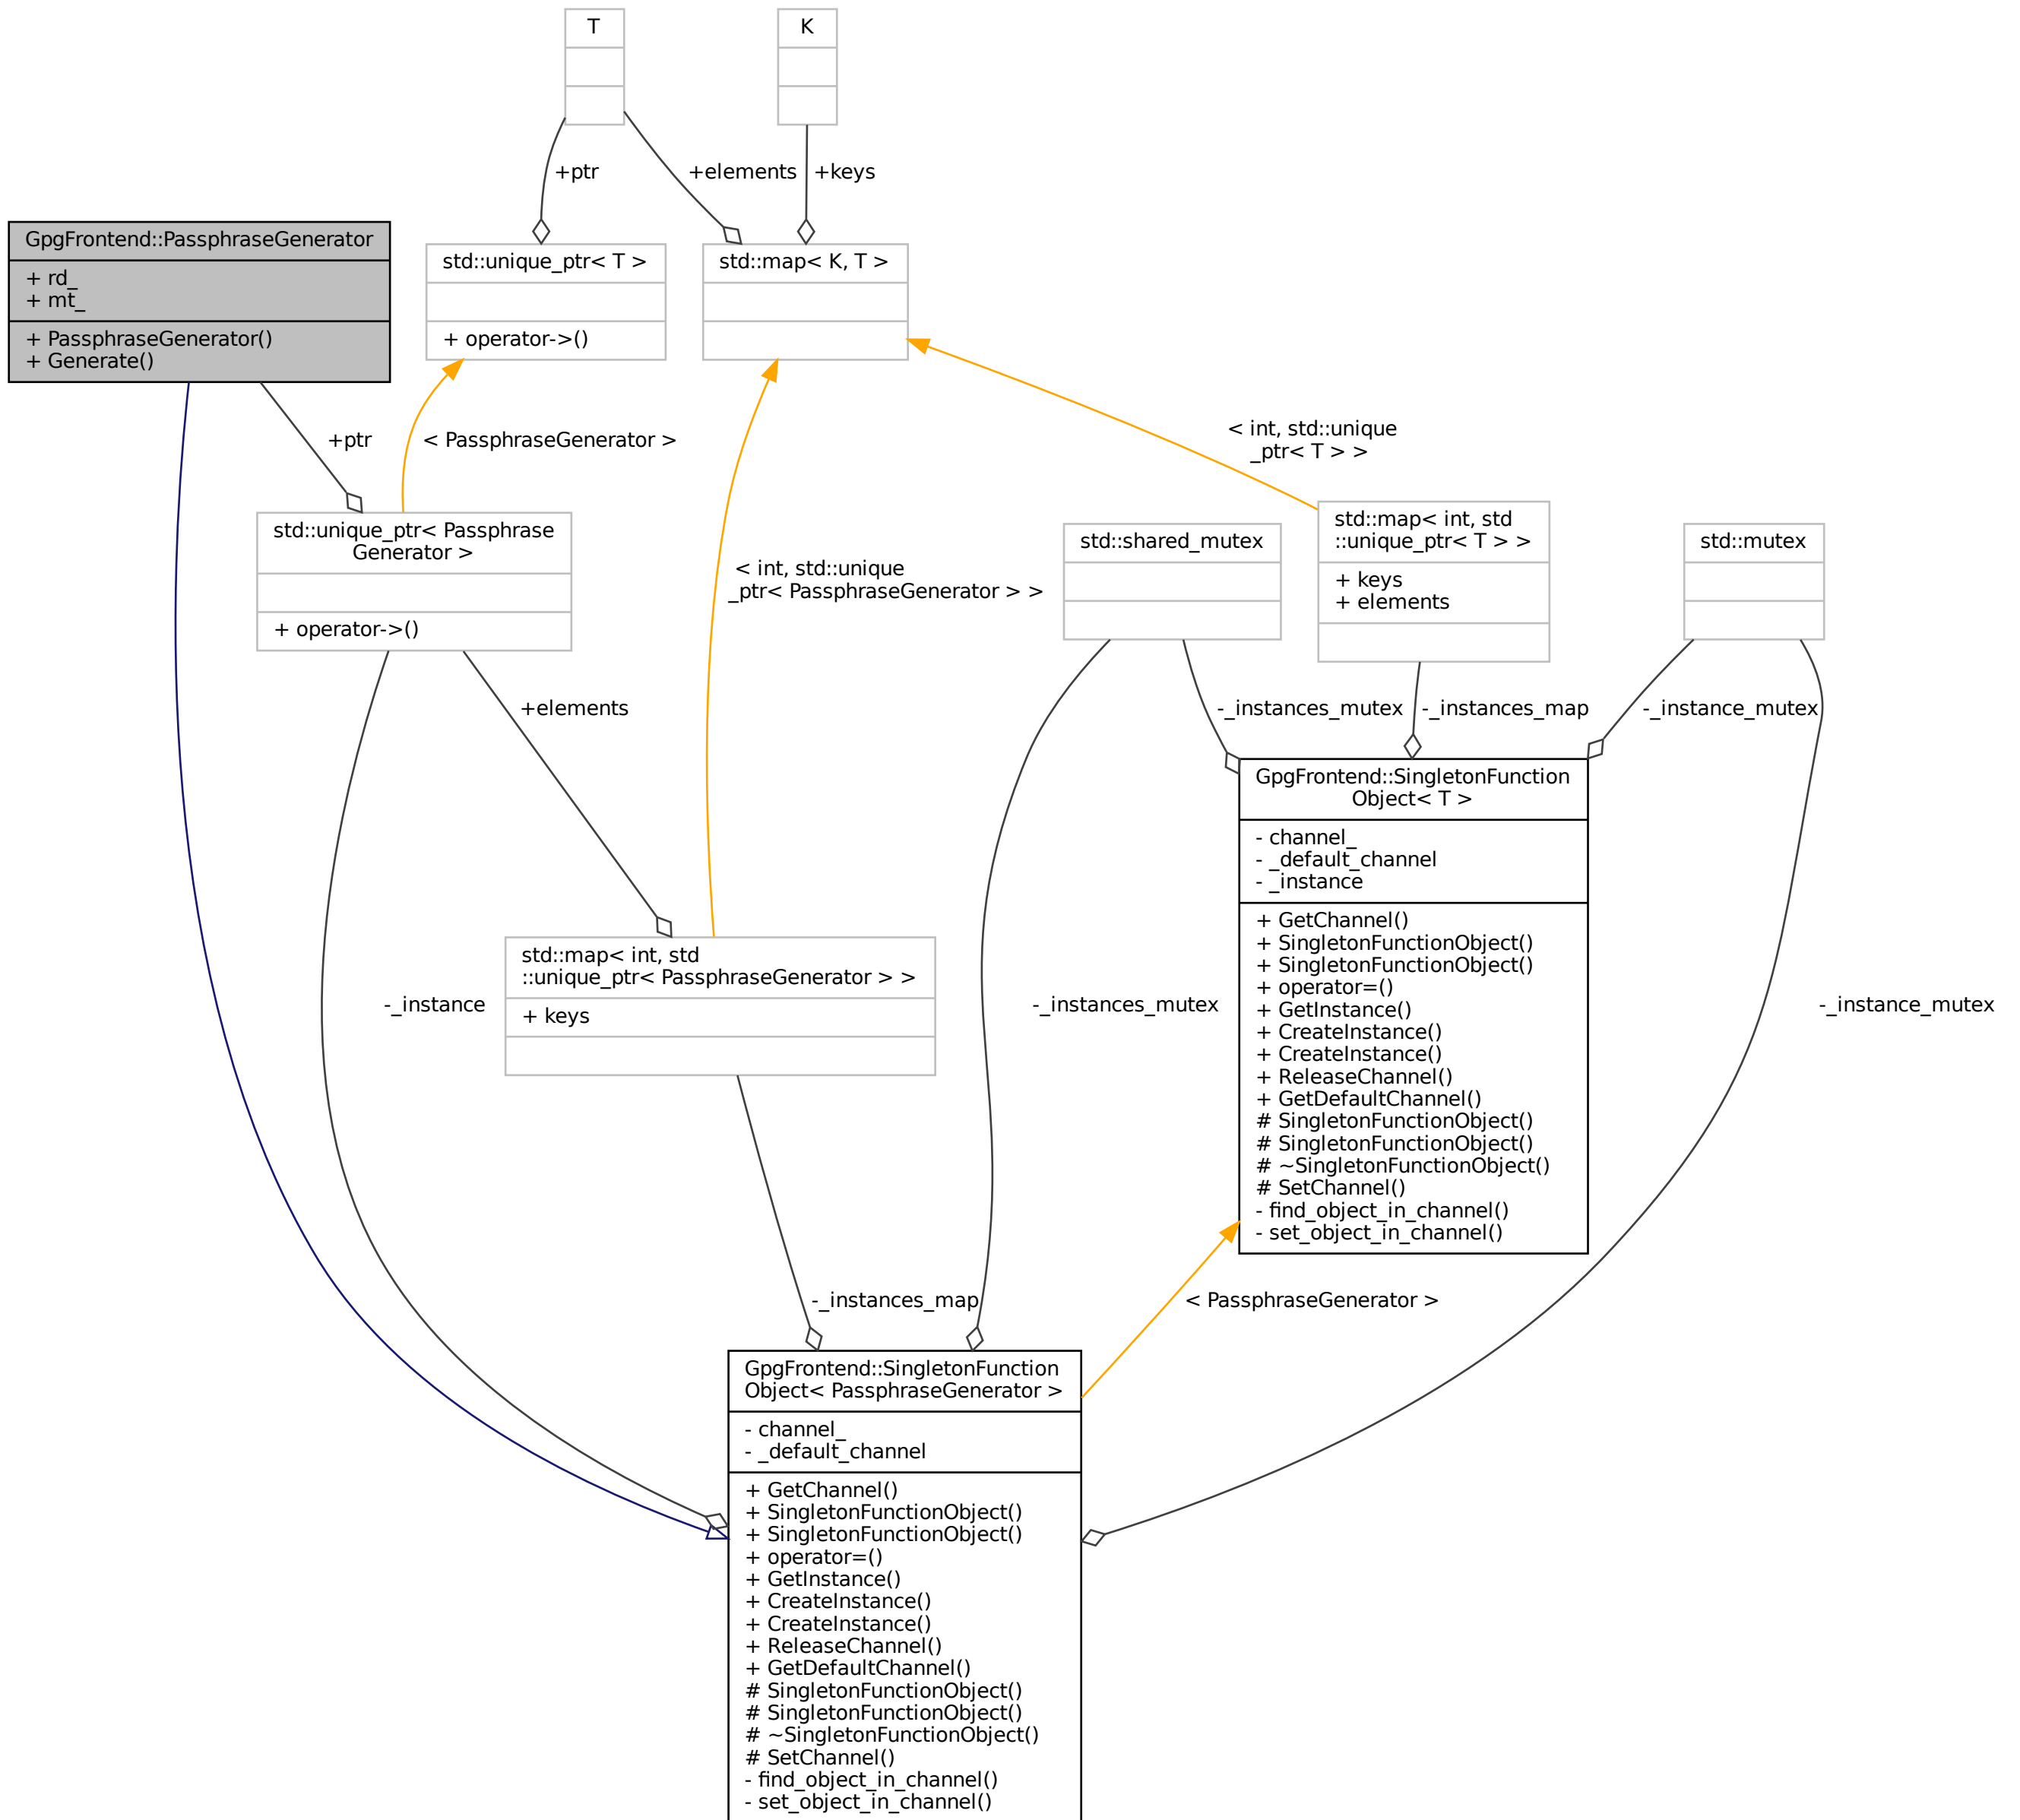 T
K
+ptr
+elements
+keys
GpgFrontend::PassphraseGenerator
+ rd_
+ mt_
+ PassphraseGenerator()
+ Generate()
std::unique_ptr< T >
+ operator->()
std::map< K, T >
+ptr
< PassphraseGenerator >
< int, std::unique
_ptr< T > >
std::unique_ptr< Passphrase
Generator >
+ operator->()
< int, std::unique
_ptr< PassphraseGenerator > >
std::shared_mutex
std::map< int, std
::unique_ptr< T > >
+ keys
+ elements
std::mutex
+elements
-_instances_mutex
-_instances_map
-_instance_mutex
GpgFrontend::SingletonFunction
Object< T >
- channel_
- _default_channel
- _instance
+ GetChannel()
+ SingletonFunctionObject()
+ SingletonFunctionObject()
+ operator=()
+ GetInstance()
+ CreateInstance()
+ CreateInstance()
+ ReleaseChannel()
+ GetDefaultChannel()
# SingletonFunctionObject()
# SingletonFunctionObject()
# ~SingletonFunctionObject()
# SetChannel()
- find_object_in_channel()
- set_object_in_channel()
-_instance
std::map< int, std
::unique_ptr< PassphraseGenerator > >
+ keys
-_instances_mutex
-_instance_mutex
-_instances_map
< PassphraseGenerator >
GpgFrontend::SingletonFunction
Object< PassphraseGenerator >
- channel_
- _default_channel
+ GetChannel()
+ SingletonFunctionObject()
+ SingletonFunctionObject()
+ operator=()
+ GetInstance()
+ CreateInstance()
+ CreateInstance()
+ ReleaseChannel()
+ GetDefaultChannel()
# SingletonFunctionObject()
# SingletonFunctionObject()
# ~SingletonFunctionObject()
# SetChannel()
- find_object_in_channel()
- set_object_in_channel()